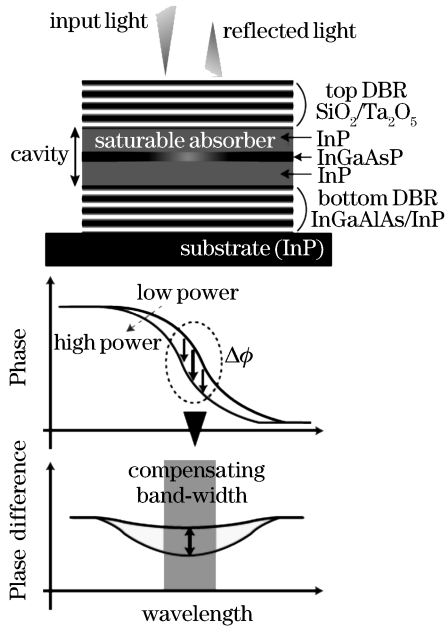 input light
reflected light
top DBR
SiO2/Ta2O5
saturable absorber
InP
cavity
InGaAsP
InP
bottom DBR
InGaAlAs/InP
substrate (InP)
low power
high power
Δϕ
Phase
compensating
band-width
Plase difference
wavelength